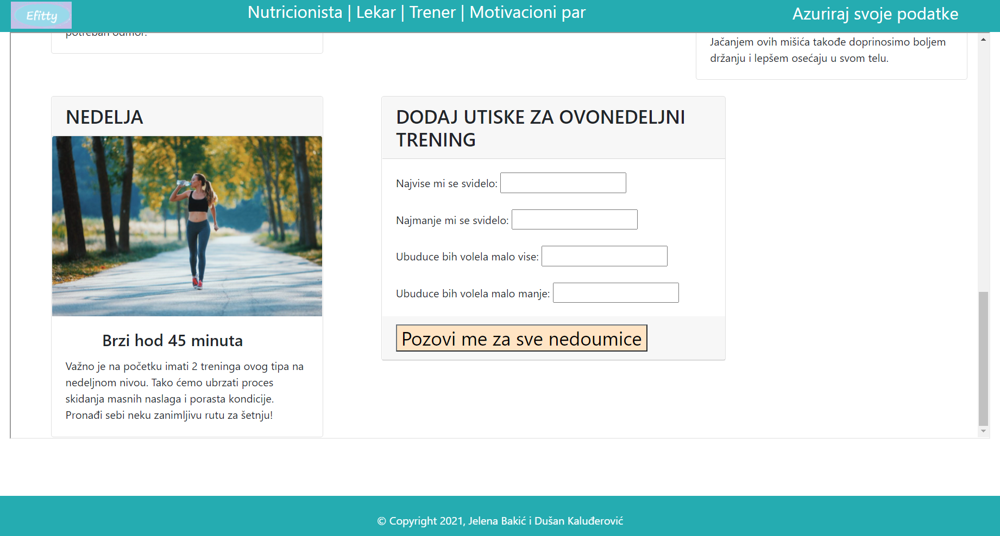 Efitty
Nutricionista | Lekar | Trener | Motivacioni par
Azuriraj svoje podatke
potreban odmor.
Jačanjem ovih mišića takođe doprinosimo boljem
držanju i lepšem osećaju u svom telu.
NEDELJA
Brzi hod 45 minuta
Važno je na početku imati 2 treninga ovog tipa na
nedeljnom nivou. Tako ćemo ubrzati proces
skidanja masnih naslaga i porasta kondicije.
Pronađi sebi neku zanimljivu rutu za šetnju!
DODAJ UTISKE ZA OVONEDELJNI
TRENING
Najvise mi se svidelo:
Najmanje mi se svidelo:
Ubuduce bih volela malo vise:
Ubuduce bih volela malo manje:
Pozovi me za sve nedoumice
© Copyright 2021, Jelena Bakić i Dušan Kaluđerović